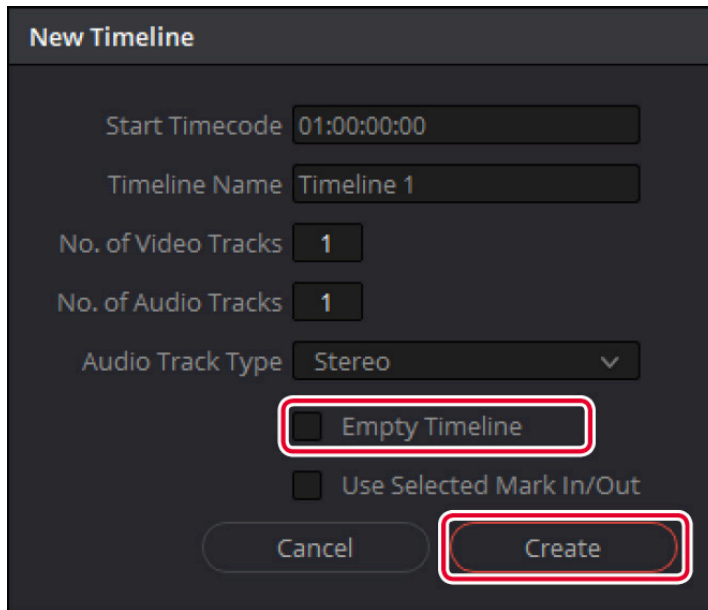 New Timeline
Start Timecode 01:00:00:00
Timeline Name Timeline 1
No. of Video Tracks 1
No. of Audio Tracks 1
Audio Track Type Stereo
Empty Timeline
Use Selected Mark In/Out
Cancel Create